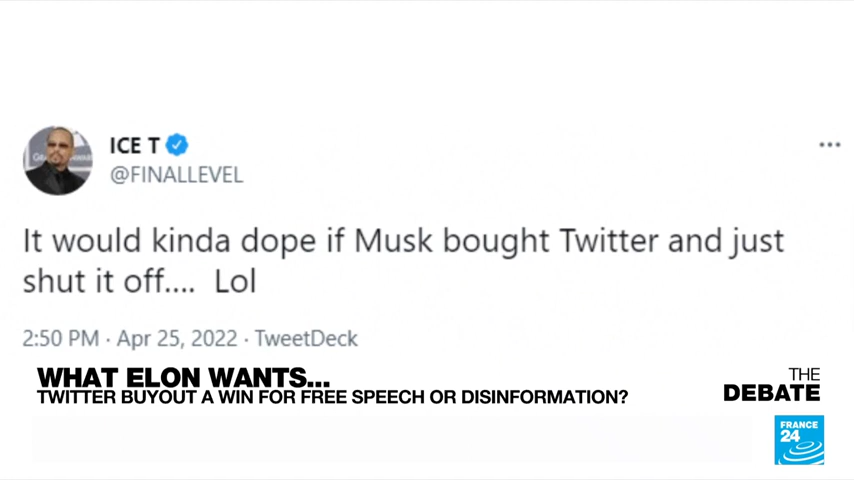 ICE T
@FINALLEVEL
It would kinda dope if Musk bought Twitter and just
shut it off.... Lol
2:50 PM · Apr 25, 2022 · TweetDeck
WHAT ELON WANTS...
TWITTER BUYOUT A WIN FOR FREE SPEECH OR DISINFORMATION?
THE
DEBATE
FRANCE
24